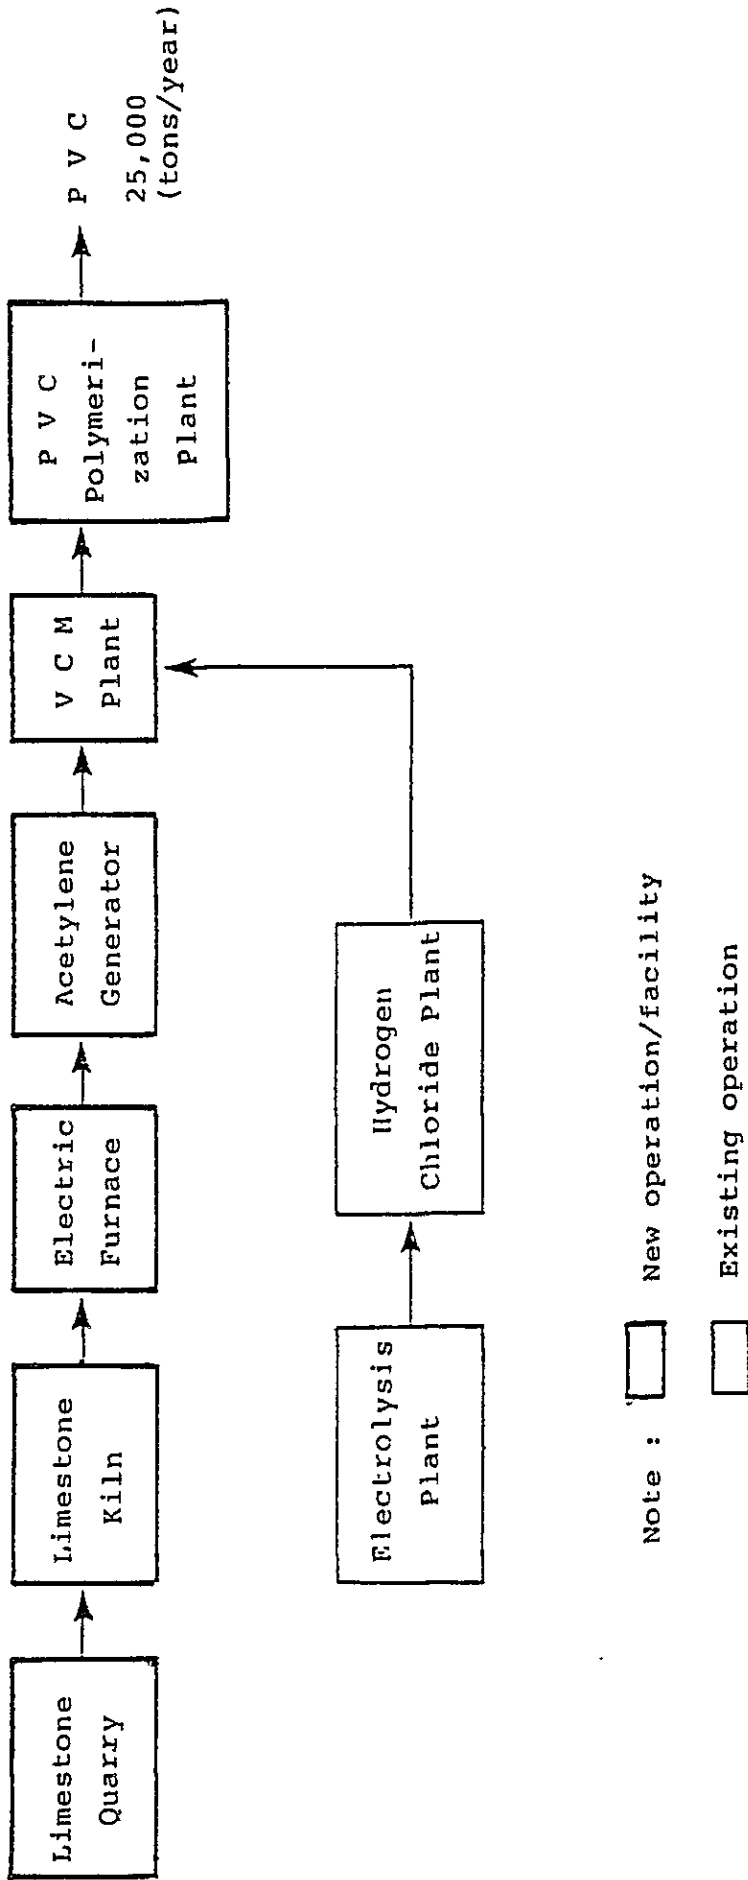 Limestone
Quarry
Limestone
Kiln
Electric
Furnace
Acetylene
Generator
V C M
Plant
P V C
Polymeri-
zation
Plant
P V C
25,000
(tons/year)
Electrolysis
Plant
Hydrogen
Chloride Plant
Note :
New operation/facility
Existing operation